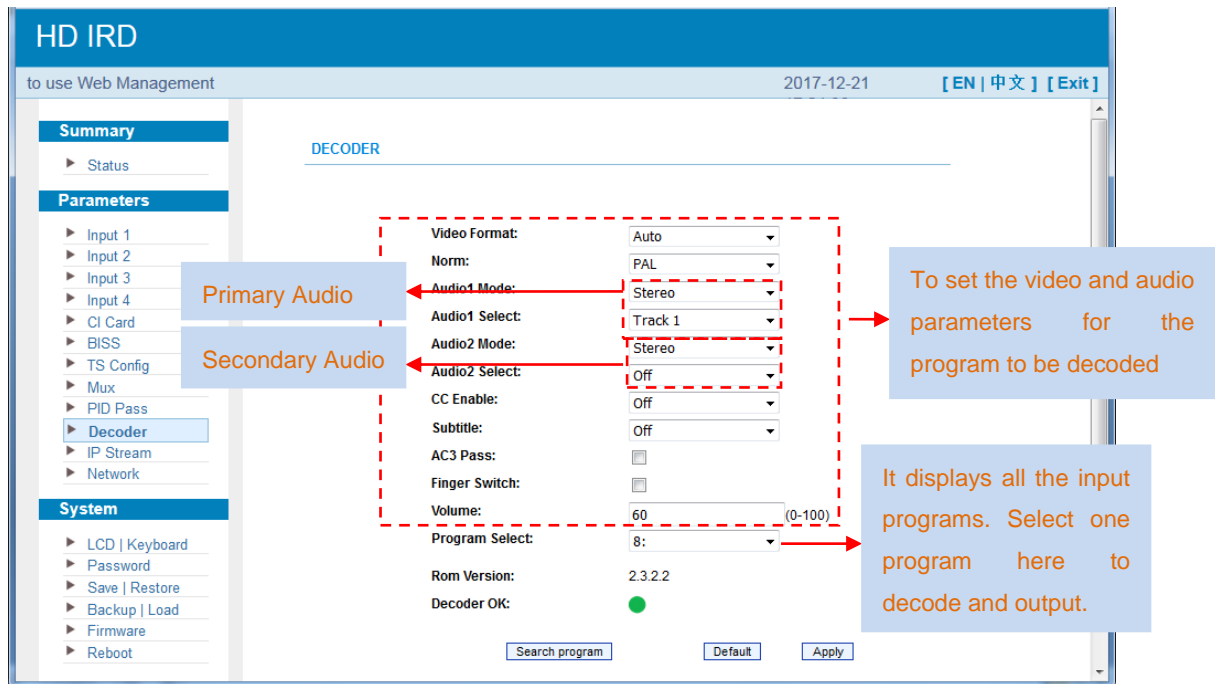 HD IRD
to use Web Management 2017-12-21 [ EN | 中文 ] [ Exit ]
Summary
Status
Parameters
Input 1
Input 2
Input 3
Input 4
CI Card
BISS
TS Config
Mux
PID Pass
Decoder
IP Stream
Network
System
LCD | Keyboard
Password
Save | Restore
Backup | Load
Firmware
Reboot
DECODER
Video Format: Auto
Norm: PAL
Audio1 Mode: Stereo
Audio1 Select: Track 1
Audio2 Mode: Stereo
Audio2 Select: Off
CC Enable: Off
Subtitle: Off
AC3 Pass:
Finger Switch:
Volume: 60 (0-100)
Program Select: 8:
Rom Version: 2.3.2.2
Decoder OK:
Search program Default Apply
Primary Audio
Secondary Audio
To set the video and audio
parameters for the
program to be decoded
It displays all the input
programs. Select one
program here to
decode and output.